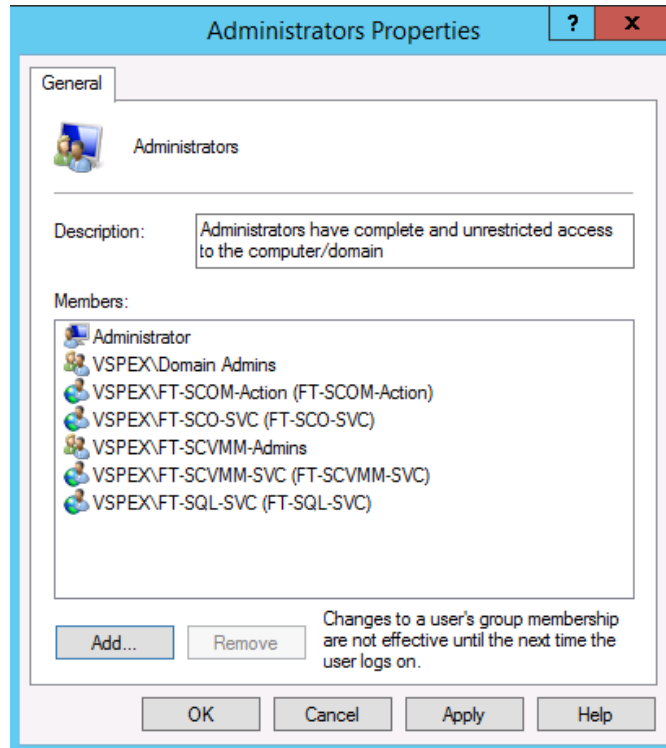 Administrators Properties
?
x
General
Administrators
Description:
Administrators have complete and unrestricted access
to the computer/domain
Members:
Administrator
VSPEX\Domain Admins
VSPEX\FT-SCOM-Action (FT-SCOM-Action)
VSPEX\FT-SCO-SVC (FT-SCO-SVC)
VSPEX\FT-SCVMM-Admins
VSPEX\FT-SCVMM-SVC (FT-SCVMM-SVC)
VSPEX\FT-SQL-SVC (FT-SQL-SVC)
Add...
Remove
Changes to a user's group membership
are not effective until the next time the
user logs on.
OK
Cancel
Apply
Help